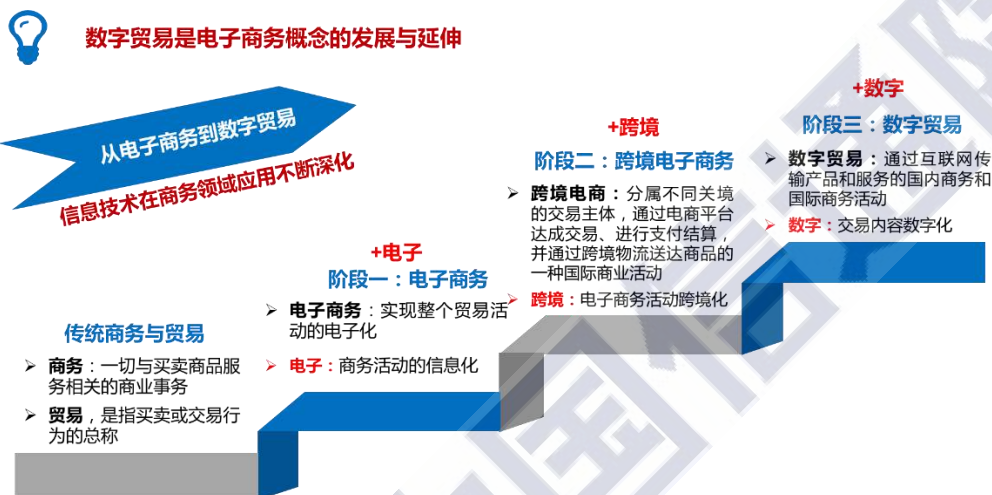 数字贸易是电子商务概念的发展与延伸
从电子商务到数字贸易
信息技术在商务领域应用不断深化
传统商务与贸易
商务：一切与买卖商品服
务相关的商业事务
贸易，是指买卖或交易行
为的总称
+电子
阶段一：电子商务
电子商务：实现整个贸易活
动的电子化
电子：商务活动的信息化
+跨境
阶段二：跨境电子商务
跨境电商：分属不同关境
的交易主体，通过电商平台
达成交易、进行支付结算，
并通过跨境物流送达商品的
一种国际商业活动
跨境：电子商务活动跨境化
+数字
阶段三：数字贸易
数字贸易：通过互联网传
输产品和服务的国内商务和
国际商务活动
数字：交易内容数字化
中国信通院